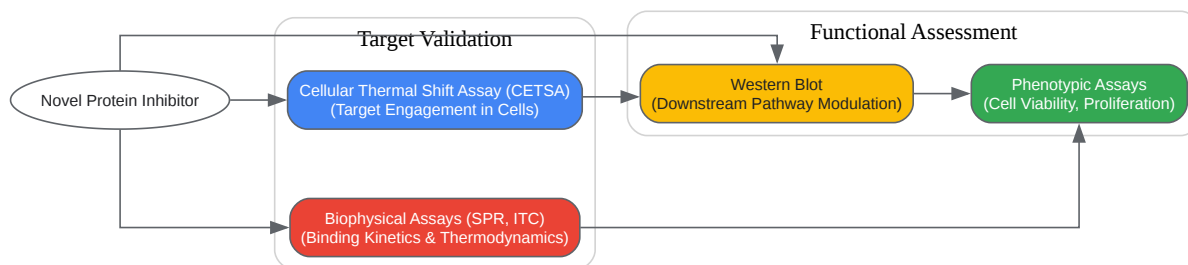 Target Validation
Functional Assessment
Novel Protein Inhibitor
Cellular Thermal Shift Assay (CETSA)
(Target Engagement in Cells)
Western Blot
(Downstream Pathway Modulation)
Phenotypic Assays
(Cell Viability, Proliferation)
Biophysical Assays (SPR, ITC)
(Binding Kinetics & Thermodynamics)